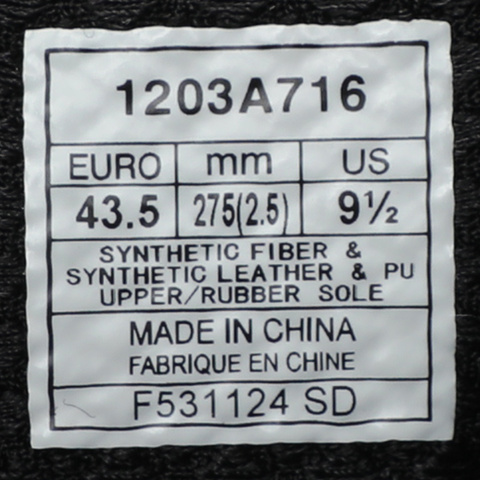 1203A716
EURO mm US
43.5 275(2.5) 9½
SYNTHETIC FIBER &
SYNTHETIC LEATHER & PU
UPPER/RUBBER SOLE
MADE IN CHINA
FABRIQUE EN CHINE
F531124 SD